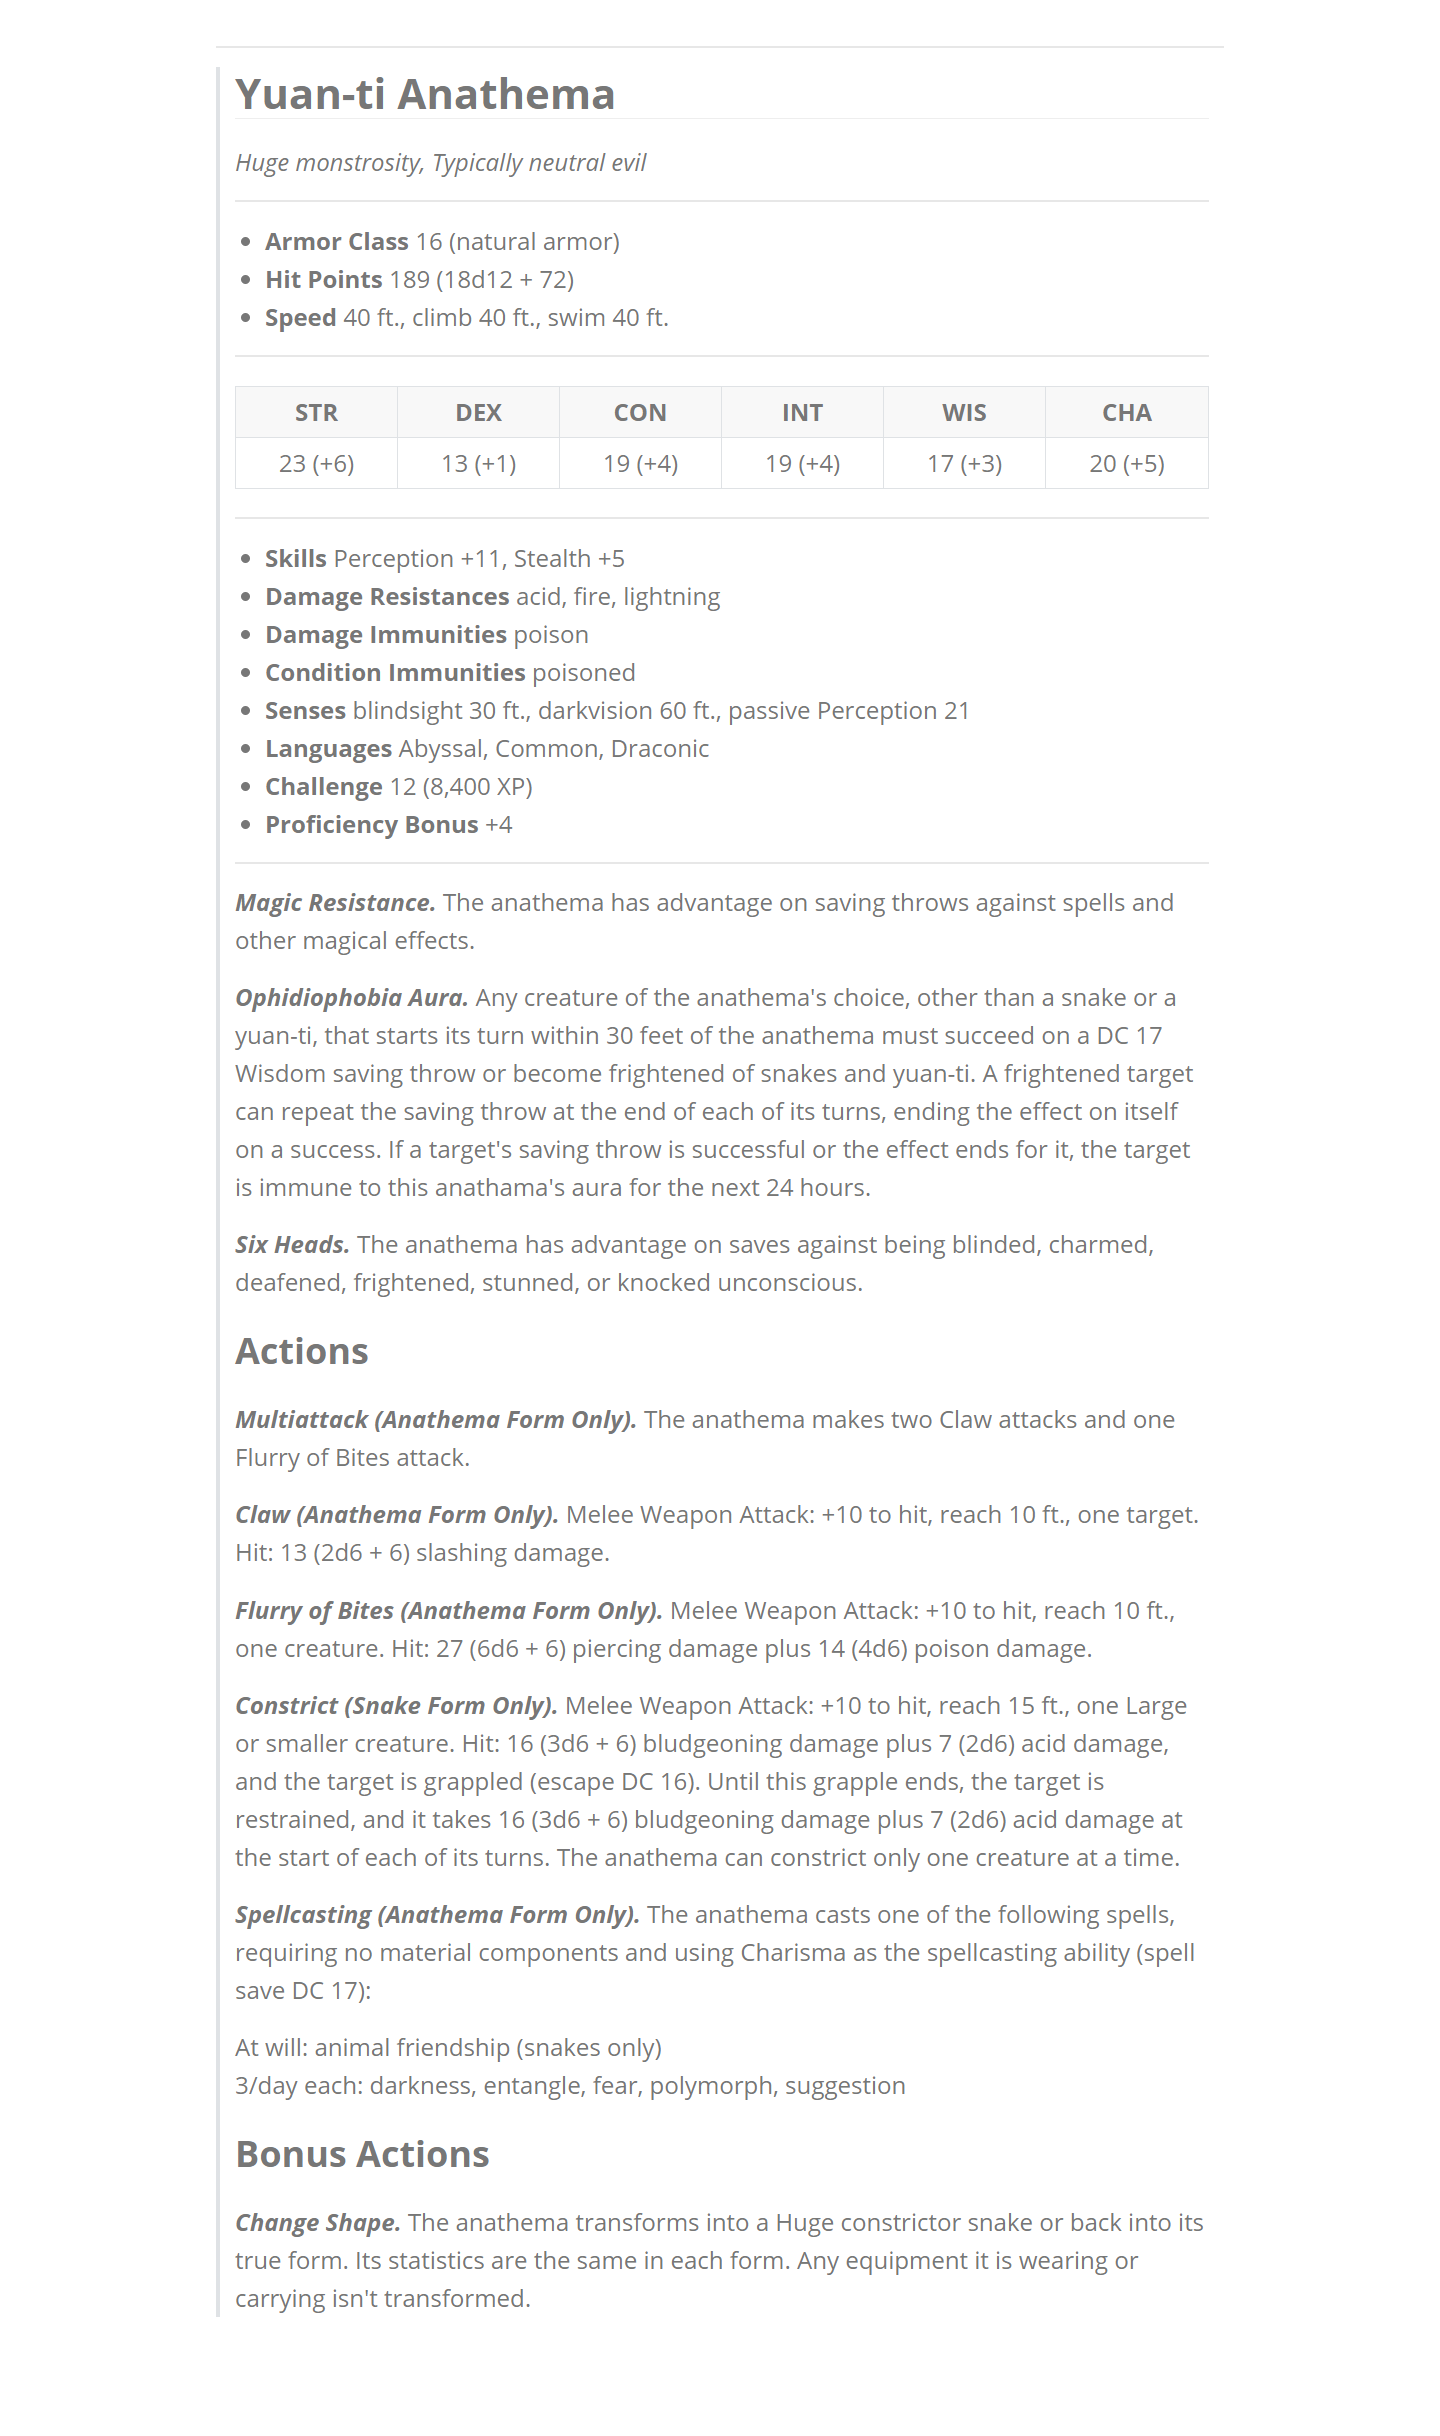 Yuan-ti Anathema
Huge monstrosity, Typically neutral evil
• Armor Class 16 (natural armor)
• Hit Points 189 (18d12 + 72)
• Speed 40 ft., climb 40 ft., swim 40 ft.
STR DEX CON INT WIS CHA
23 (+6) 13 (+1) 19 (+4) 19 (+4) 17 (+3) 20 (+5)
• Skills Perception +11, Stealth +5
• Damage Resistances acid, fire, lightning
• Damage Immunities poison
• Condition Immunities poisoned
• Senses blindsight 30 ft., darkvision 60 ft., passive Perception 21
• Languages Abyssal, Common, Draconic
• Challenge 12 (8,400 XP)
• Proficiency Bonus +4
Magic Resistance. The anathema has advantage on saving throws against spells and
other magical effects.
Ophidiophobia Aura. Any creature of the anathema's choice, other than a snake or a
yuan-ti, that starts its turn within 30 feet of the anathema must succeed on a DC 17
Wisdom saving throw or become frightened of snakes and yuan-ti. A frightened target
can repeat the saving throw at the end of each of its turns, ending the effect on itself
on a success. If a target's saving throw is successful or the effect ends for it, the target
is immune to this anathama's aura for the next 24 hours.
Six Heads. The anathema has advantage on saves against being blinded, charmed,
deafened, frightened, stunned, or knocked unconscious.
Actions
Multiattack (Anathema Form Only). The anathema makes two Claw attacks and one
Flurry of Bites attack.
Claw (Anathema Form Only). Melee Weapon Attack: +10 to hit, reach 10 ft., one target.
Hit: 13 (2d6 + 6) slashing damage.
Flurry of Bites (Anathema Form Only). Melee Weapon Attack: +10 to hit, reach 10 ft.,
one creature. Hit: 27 (6d6 + 6) piercing damage plus 14 (4d6) poison damage.
Constrict (Snake Form Only). Melee Weapon Attack: +10 to hit, reach 15 ft., one Large
or smaller creature. Hit: 16 (3d6 + 6) bludgeoning damage plus 7 (2d6) acid damage,
and the target is grappled (escape DC 16). Until this grapple ends, the target is
restrained, and it takes 16 (3d6 + 6) bludgeoning damage plus 7 (2d6) acid damage at
the start of each of its turns. The anathema can constrict only one creature at a time.
Spellcasting (Anathema Form Only). The anathema casts one of the following spells,
requiring no material components and using Charisma as the spellcasting ability (spell
save DC 17):
At will: animal friendship (snakes only)
3/day each: darkness, entangle, fear, polymorph, suggestion
Bonus Actions
Change Shape. The anathema transforms into a Huge constrictor snake or back into its
true form. Its statistics are the same in each form. Any equipment it is wearing or
carrying isn't transformed.